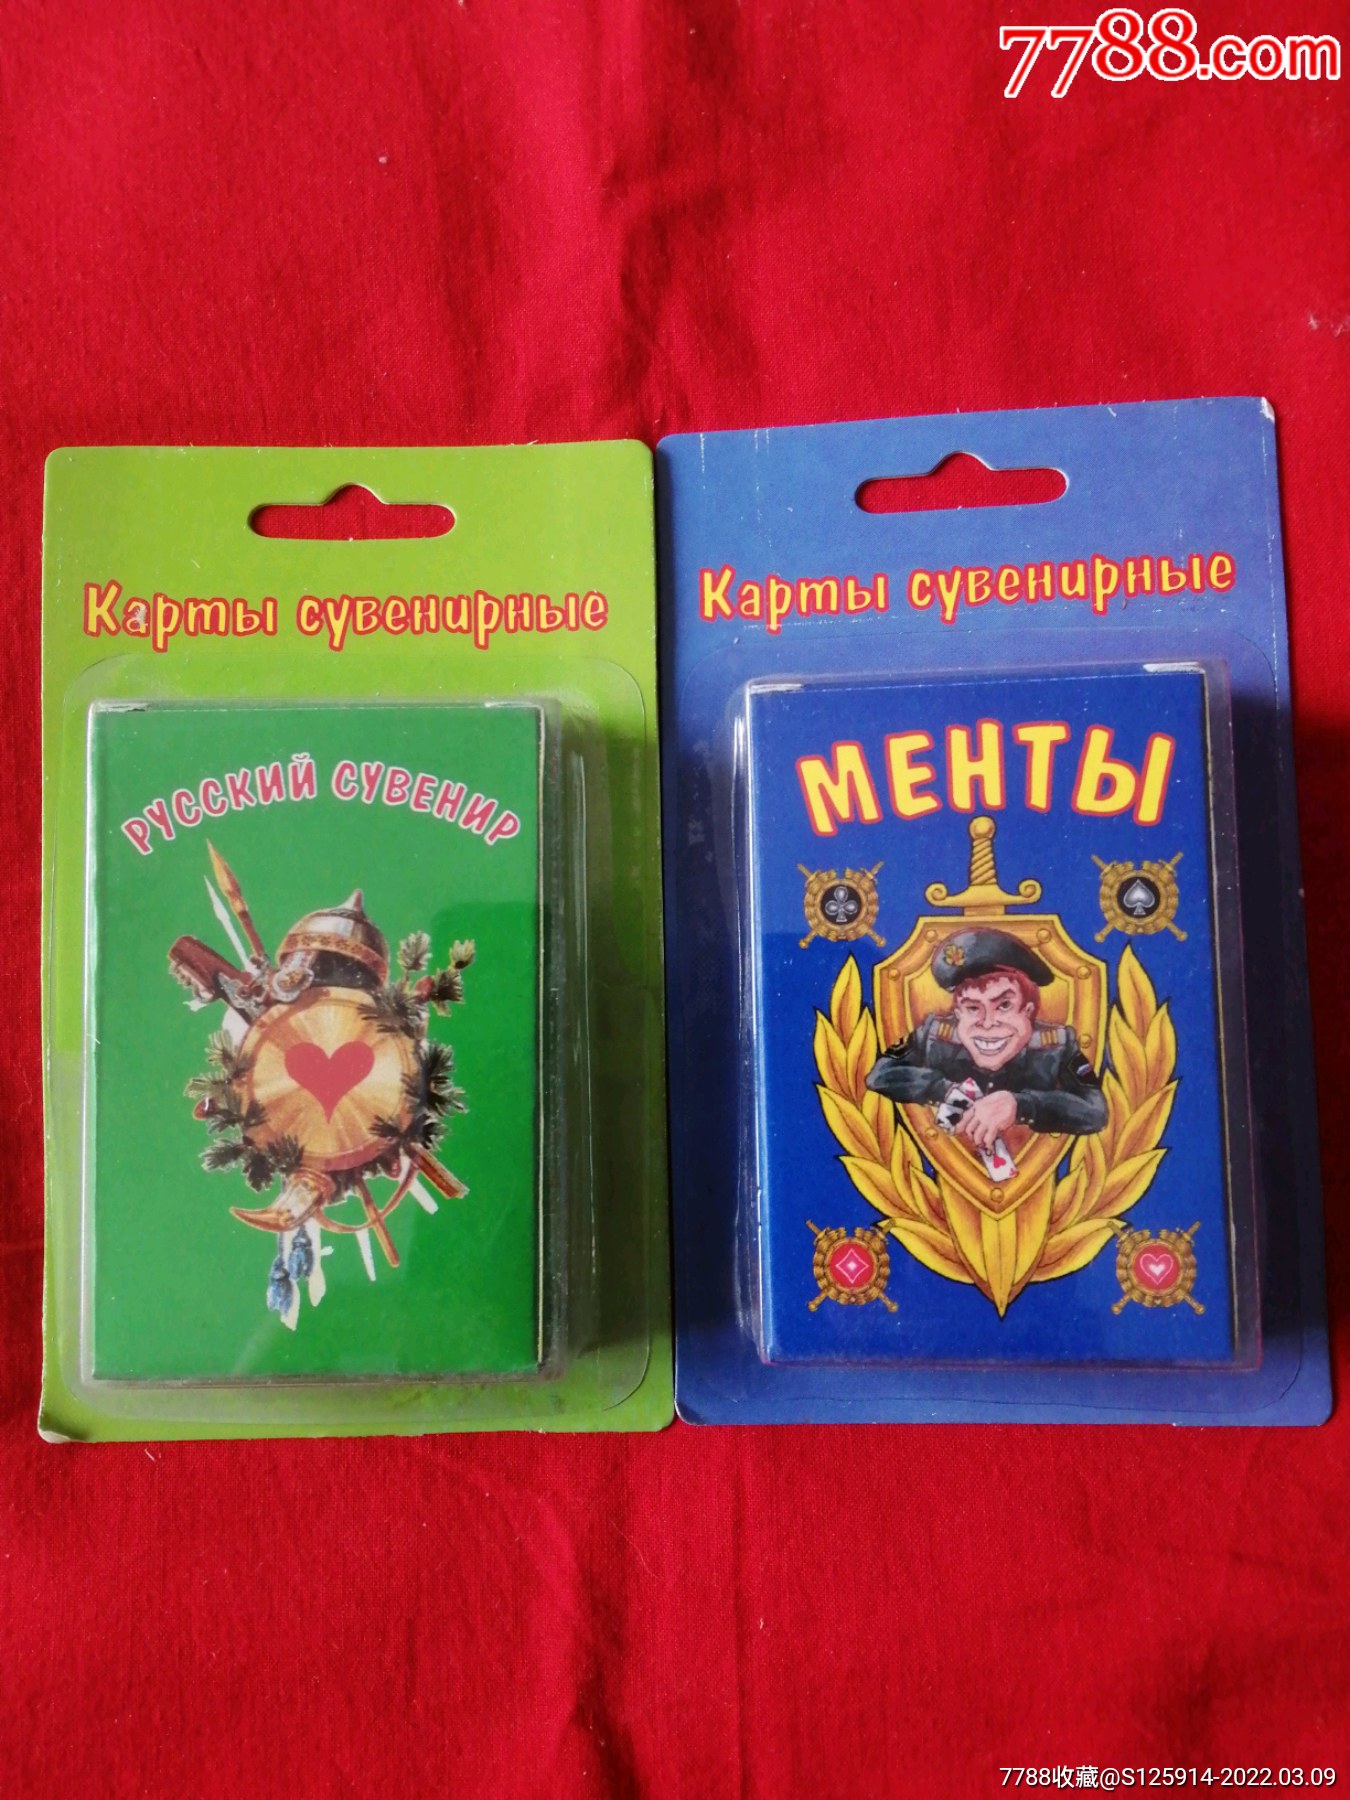 7788.com
Карты сувенирные
РУССКИЙ СУВЕНИР
Карты сувенирные
МЕНТЫ
7788收藏@S125914-2022.03.09